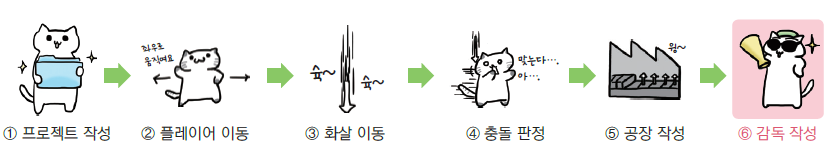 좌우로
움직여요
슉~
슉~
맞는다....
아....
웡~
① 프로젝트 작성
② 플레이어 이동
③ 화살 이동
④ 충돌 판정
⑤ 공장 작성
⑥ 감독 작성